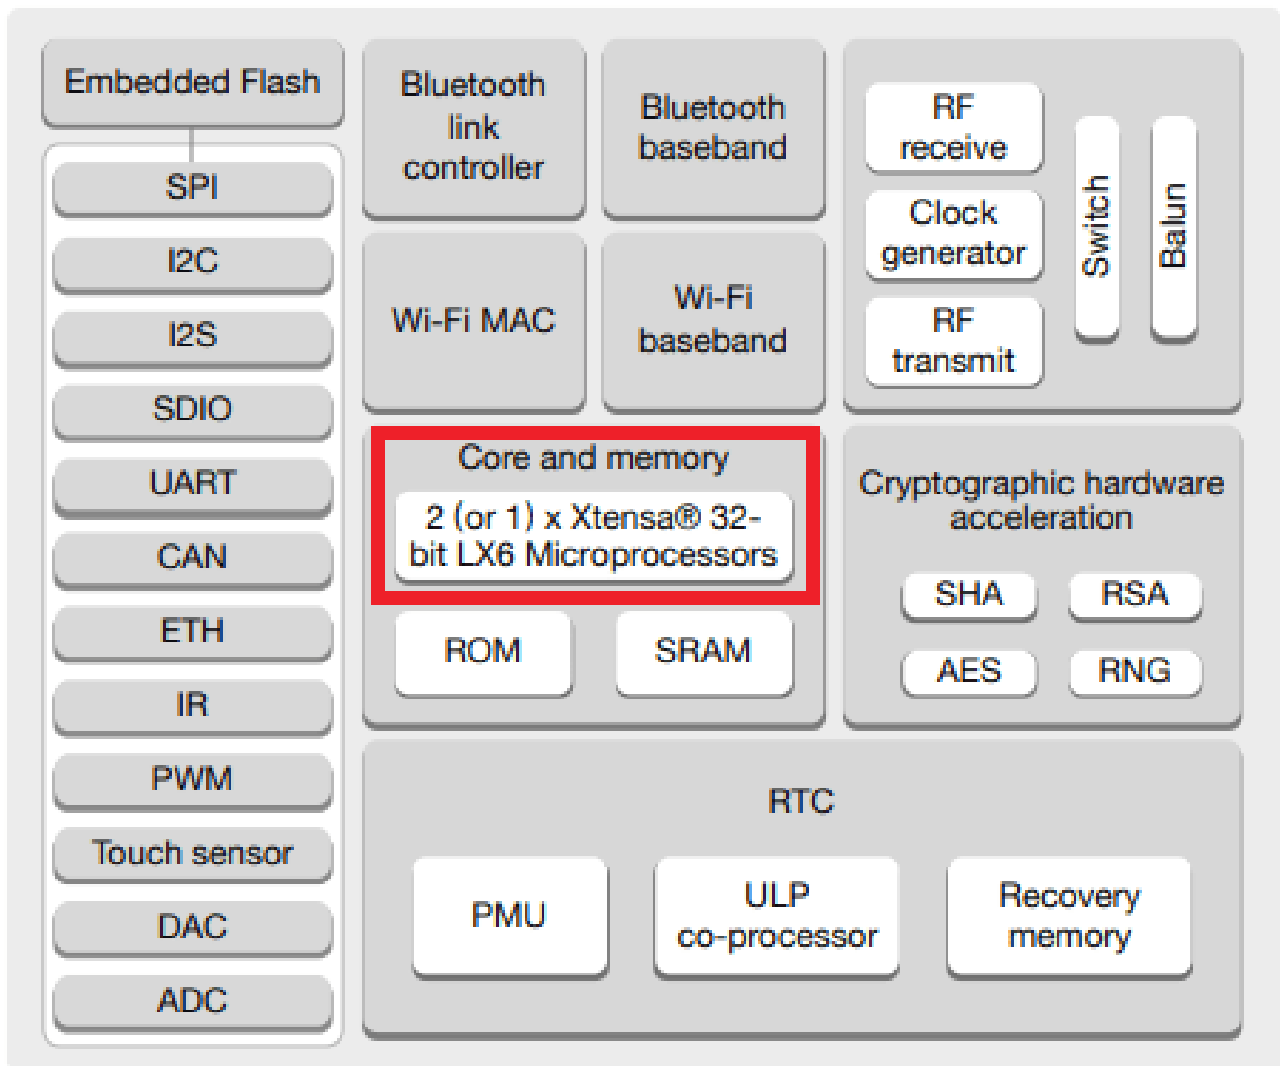 Embedded Flash
SPI
I2C
I2S
SDIO
UART
CAN
ETH
IR
PWM
Touch sensor
DAC
ADC
Bluetooth
link
controller
Bluetooth
baseband
Wi-Fi MAC
Wi-Fi
baseband
RF
receive
Clock
generator
RF
transmit
Switch
Balun
Core and memory
2 (or 1) x Xtensa® 32-
bit LX6 Microprocessors
ROM
SRAM
Cryptographic hardware
acceleration
SHA
RSA
AES
RNG
RTC
PMU
ULP
co-processor
Recovery
memory